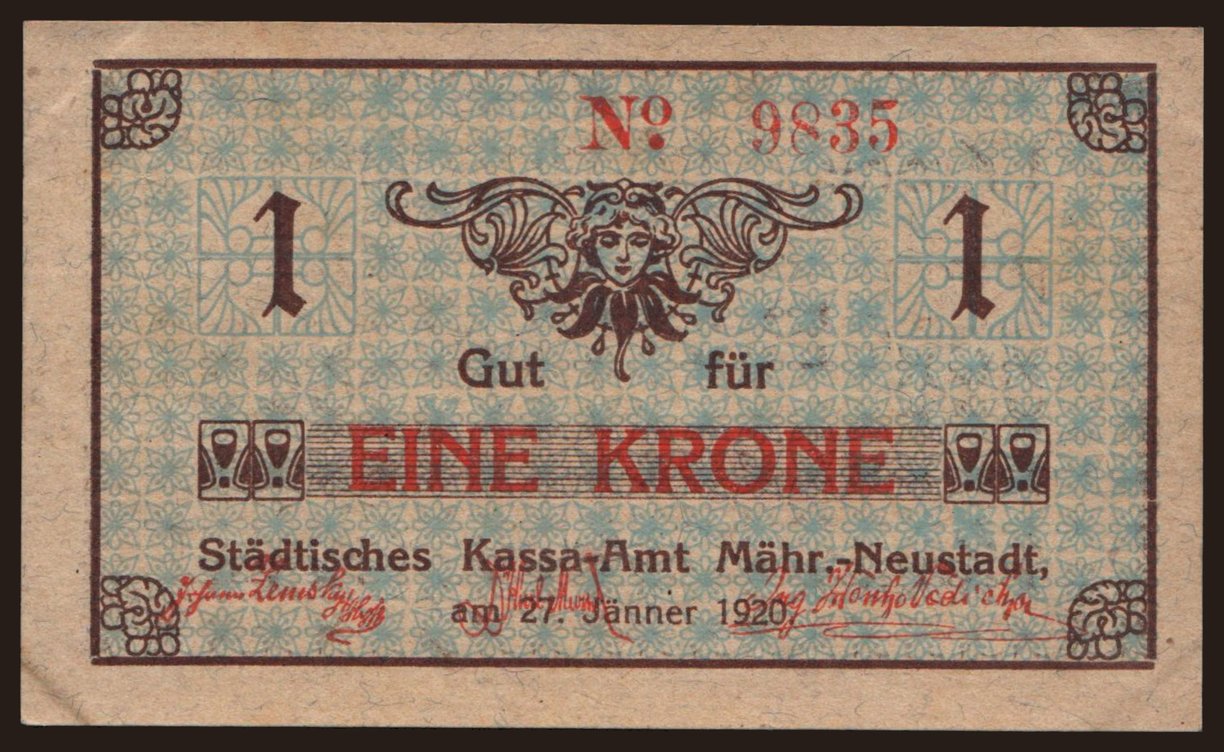 No 9835
1 1
Gut für
EINE KRONE
Städtisches Kassa-Amt Mähr.-Neustadt,
am 27. Jänner 1920.